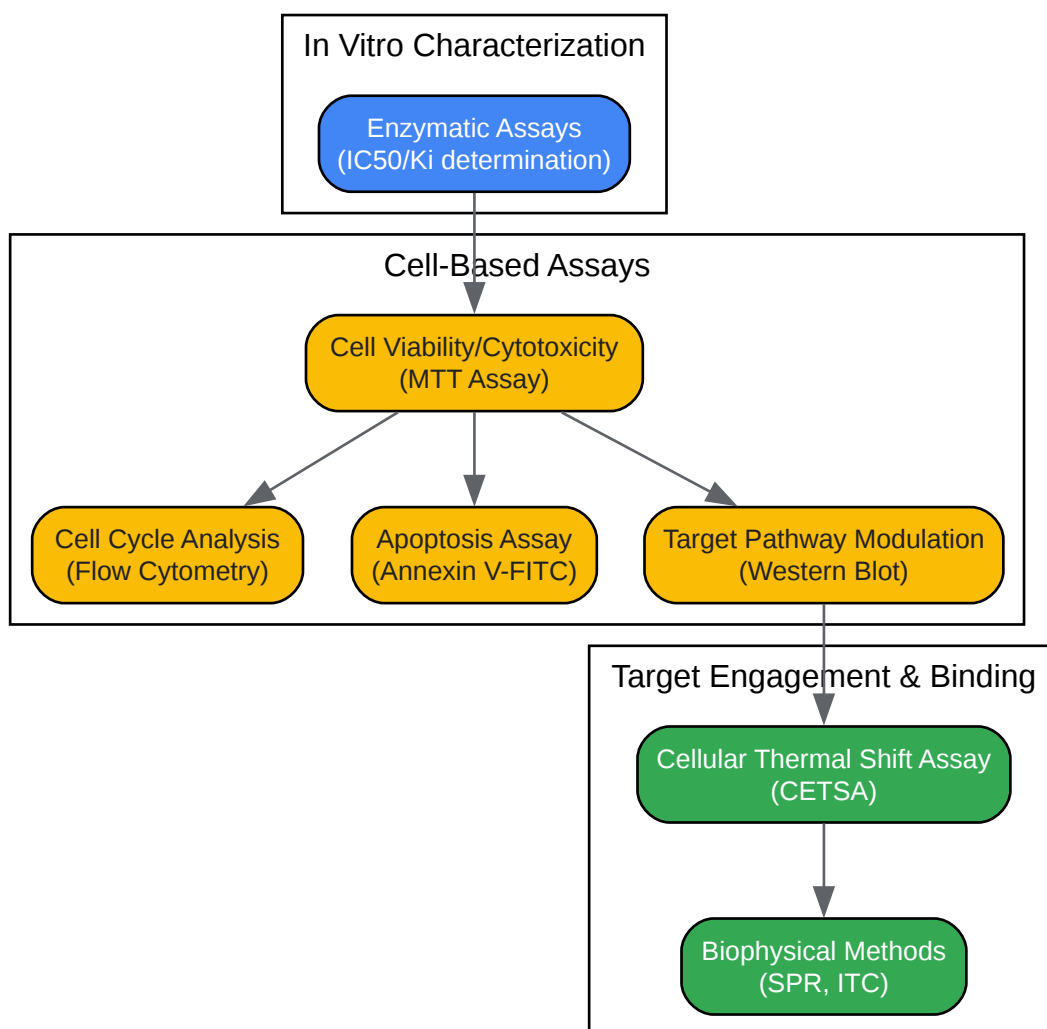 In Vitro Characterization
Enzymatic Assays
(IC50/Ki determination)
Cell-Based Assays
Cell Viability/Cytotoxicity
(MTT Assay)
Cell Cycle Analysis
(Flow Cytometry)
Apoptosis Assay
(Annexin V-FITC)
Target Pathway Modulation
(Western Blot)
Target Engagement & Binding
Cellular Thermal Shift Assay
(CETSA)
Biophysical Methods
(SPR, ITC)